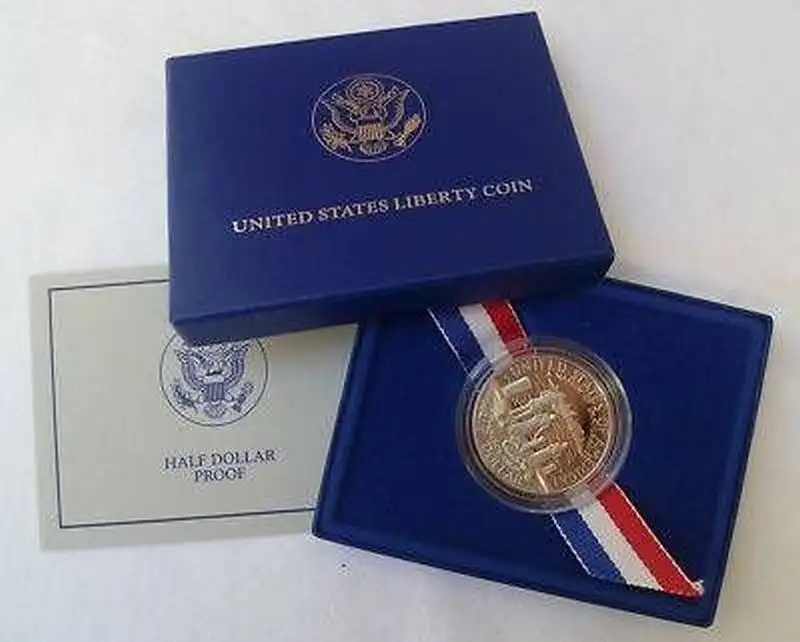 UNITED STATES LIBERTY COIN
HALF DOLLAR
PROOF